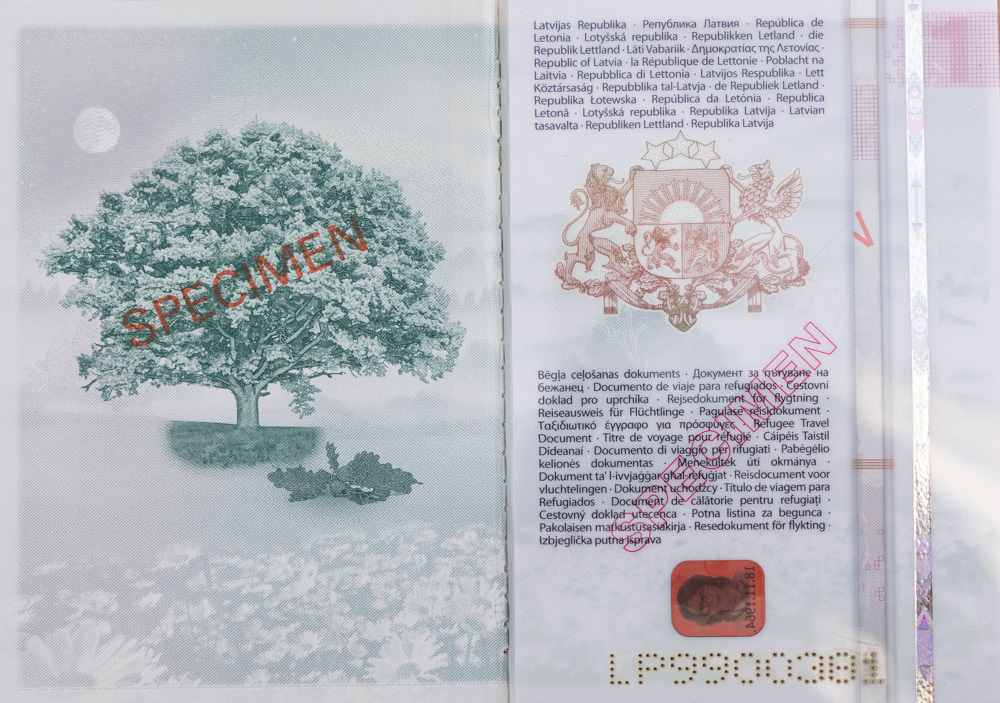 SPECIMEN
Latvijas Republika · Република Латвия · República de
Letonia · Lotyšská republika · Republikken Letland · die
Republik Lettland · Läti Vabariik · Δημοκρατίας της Λετονίας ·
Republic of Latvia · la République de Lettonie · Poblacht na
Laitvia · Repubblica di Lettonia · Latvijos Respublika · Lett
Köztársaság · Repubblika tal-Latvja · de Republiek Letland ·
Republika Łotewska · República da Letónia · Republica
Letonă · Lotyšská republika · Republika Latvija · Latvian
tasavalta · Republiken Lettland · Republika Latvija
V
Bēgļa ceļošanas dokuments · Документ за пътуване на
бежанец · Documento de viaje para refugiados · Cestovní
doklad pro uprchíka · Rejsedokument for flygtning ·
Reiseausweis für Flüchtlinge · Pagulase reisidokument ·
Ταξιδιωτικό έγγραφο για πρόσφυγες · Refugee Travel
Document · Titre de voyage pour réfugié · Cáipéis Taistil
Dídeanaí · Documento di viaggio per rifugiati · Pabėgėlio
kelionės dokumentas · Menekültek úti okmánya ·
Dokument ta' l-ivvjaġġar għal refugjat · Reisdocument voor
vluchtelingen · Dokument uchodźcy · Título de viagem para
Refugiados · Document de călătorie pentru refugiați ·
Cestovný doklad utečenca · Potna listina za begunca ·
Pakolaisen matkustusasiakirja · Resedokument för flykting ·
Izbjeglička putna isprava
SPECIMEN
18.11.1964.
LP9900381